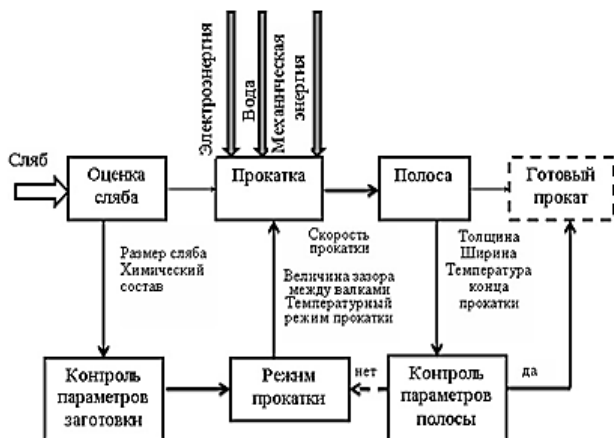 Электроэнергия
Вода
Механическая
энергия
Сляб
Оценка
сляба
Прокатка
Полоса
Готовый
прокат
Размер сляба
Химический
состав
Скорость
прокатки
Величина зазора
между валками
Температурный
режим прокатки
Толщина
Ширина
Температура
конца
прокатки
Контроль
параметров
заготовки
Режим
прокатки
нет
Контроль
параметров
полосы
да